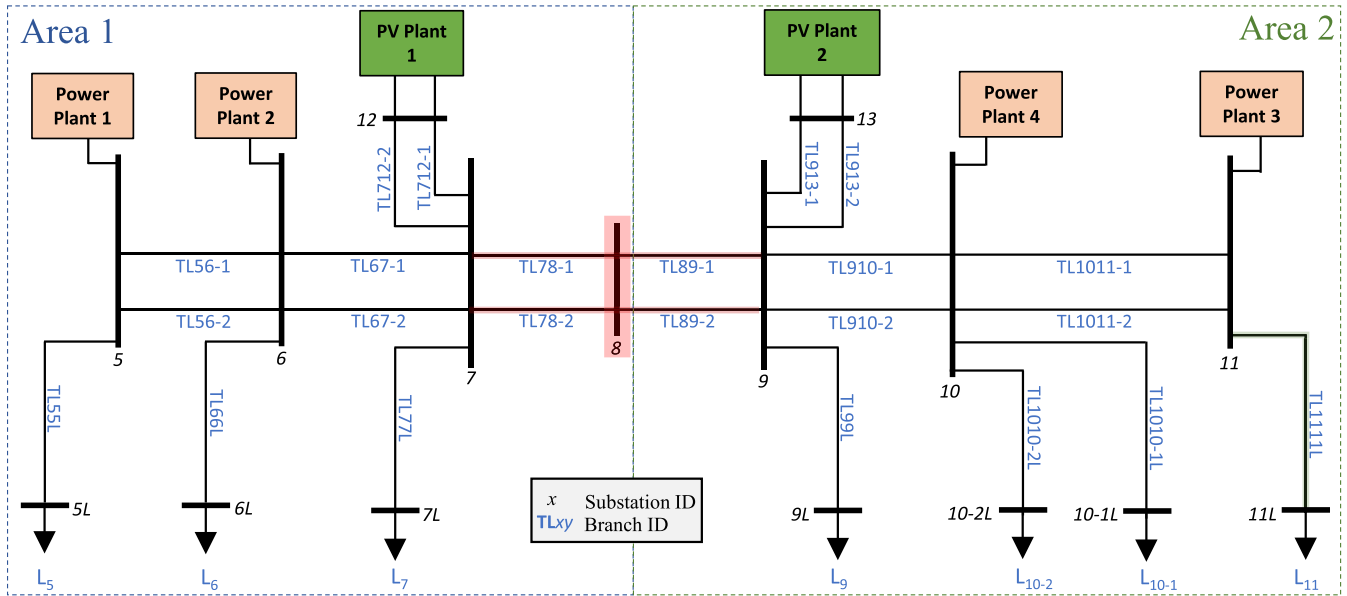 Area 1
Area 2
PV Plant
1
PV Plant
2
Power
Plant 1
Power
Plant 2
Power
Plant 4
Power
Plant 3
12
13
TL712-2
TL712-1
TL913-1
TL913-2
TL56-1
TL67-1
TL78-1
TL89-1
TL910-1
TL1011-1
TL56-2
TL67-2
TL78-2
TL89-2
TL910-2
TL1011-2
5
6
7
8
9
10
11
TL55L
TL66L
TL77L
TL99L
TL1010-2L
TL1010-1L
TL1111L
x Substation ID
TLxy Branch ID
5L
6L
7L
9L
10-2L
10-1L
11L
L5
L6
L7
L9
L10-2
L10-1
L11